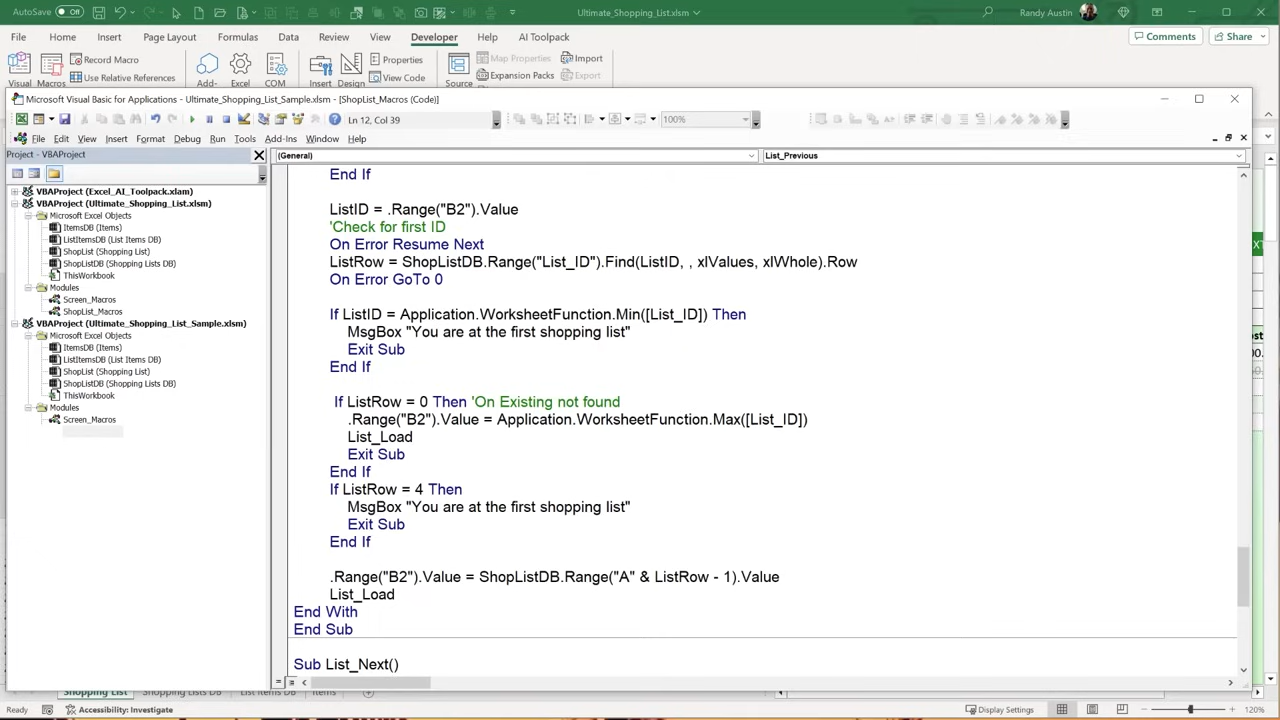 AutoSave Off Ultimate_Shopping_List.xlsm Randy Austin
File Home Insert Page Layout Formulas Data Review View Developer Help AI Toolpack Comments Share
Record Macro Properties Map Properties Import
Use Relative References View Code Expansion Packs Export
Visual Macros Add- Excel COM Insert Design Source
Microsoft Visual Basic for Applications - Ultimate_Shopping_List_Sample.xlsm - [ShopList_Macros (Code)]
Ln 12, Col 39 100%
File Edit View Insert Format Debug Run Tools Add-Ins Window Help
Project - VBAProject
(General) List_Previous
VBAProject (Excel_AI_Toolpack.xlam)
VBAProject (Ultimate_Shopping_List.xlsm)
Microsoft Excel Objects
ItemsDB (Items)
ListItemsDB (List Items DB)
ShopList (Shopping List)
ShopListDB (Shopping Lists DB)
ThisWorkbook
Modules
Screen_Macros
ShopList_Macros
VBAProject (Ultimate_Shopping_List_Sample.xlsm)
Microsoft Excel Objects
ItemsDB (Items)
ListItemsDB (List Items DB)
ShopList (Shopping List)
ShopListDB (Shopping Lists DB)
ThisWorkbook
Modules
Screen_Macros
End If
ListID = .Range("B2").Value
'Check for first ID
On Error Resume Next
ListRow = ShopListDB.Range("List_ID").Find(ListID, , xlValues, xlWhole).Row
On Error GoTo 0
If ListID = Application.WorksheetFunction.Min([List_ID]) Then
MsgBox "You are at the first shopping list"
Exit Sub
End If
If ListRow = 0 Then 'On Existing not found
.Range("B2").Value = Application.WorksheetFunction.Max([List_ID])
List_Load
Exit Sub
End If
If ListRow = 4 Then
MsgBox "You are at the first shopping list"
Exit Sub
End If
.Range("B2").Value = ShopListDB.Range("A" & ListRow - 1).Value
List_Load
End With
End Sub
Sub List_Next()
Shopping List Shopping Lists DB List Items DB Items
Ready Accessibility: Investigate Display Settings 120%